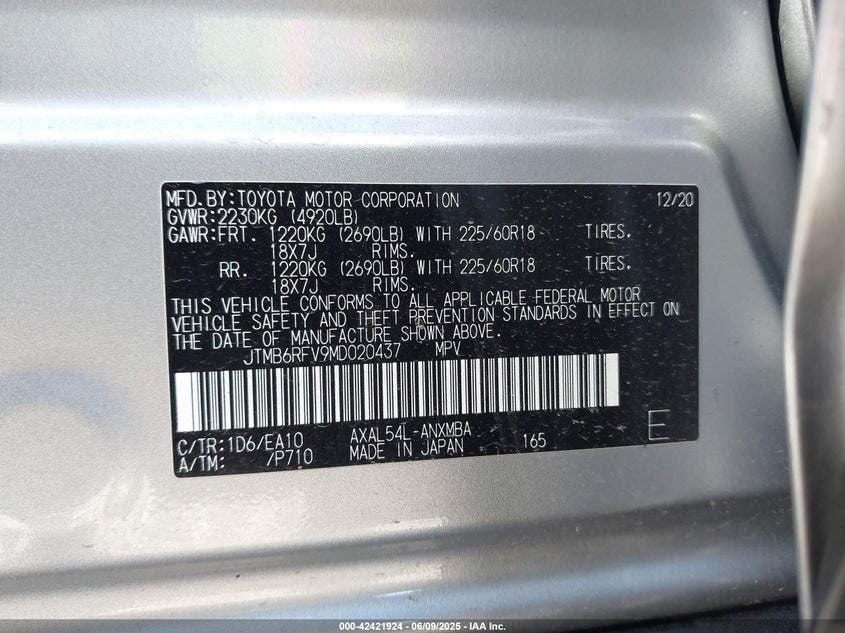 MFD.BY:TOYOTA MOTOR CORPORATION 12/20
GVWR:2230KG (4920LB)
GAWR:FRT. 1220KG (2690LB) WITH 225/60R18 TIRES.
18X7J RIMS.
RR. 1220KG (2690LB) WITH 225/60R18 TIRES.
18X7J RIMS.
THIS VEHICLE CONFORMS TO ALL APPLICABLE FEDERAL MOTOR
VEHICLE SAFETY AND THEFT PREVENTION STANDARDS IN EFFECT ON
THE DATE OF MANUFACTURE SHOWN ABOVE.
JTMB6RFV9MD020437 MPV
C/TR:1D6/EA10 AXAL54L-ANXMBA 165 E
A/TM: /P710 MADE IN JAPAN
000-42421924 | 06/09/2025 - IAA Inc.